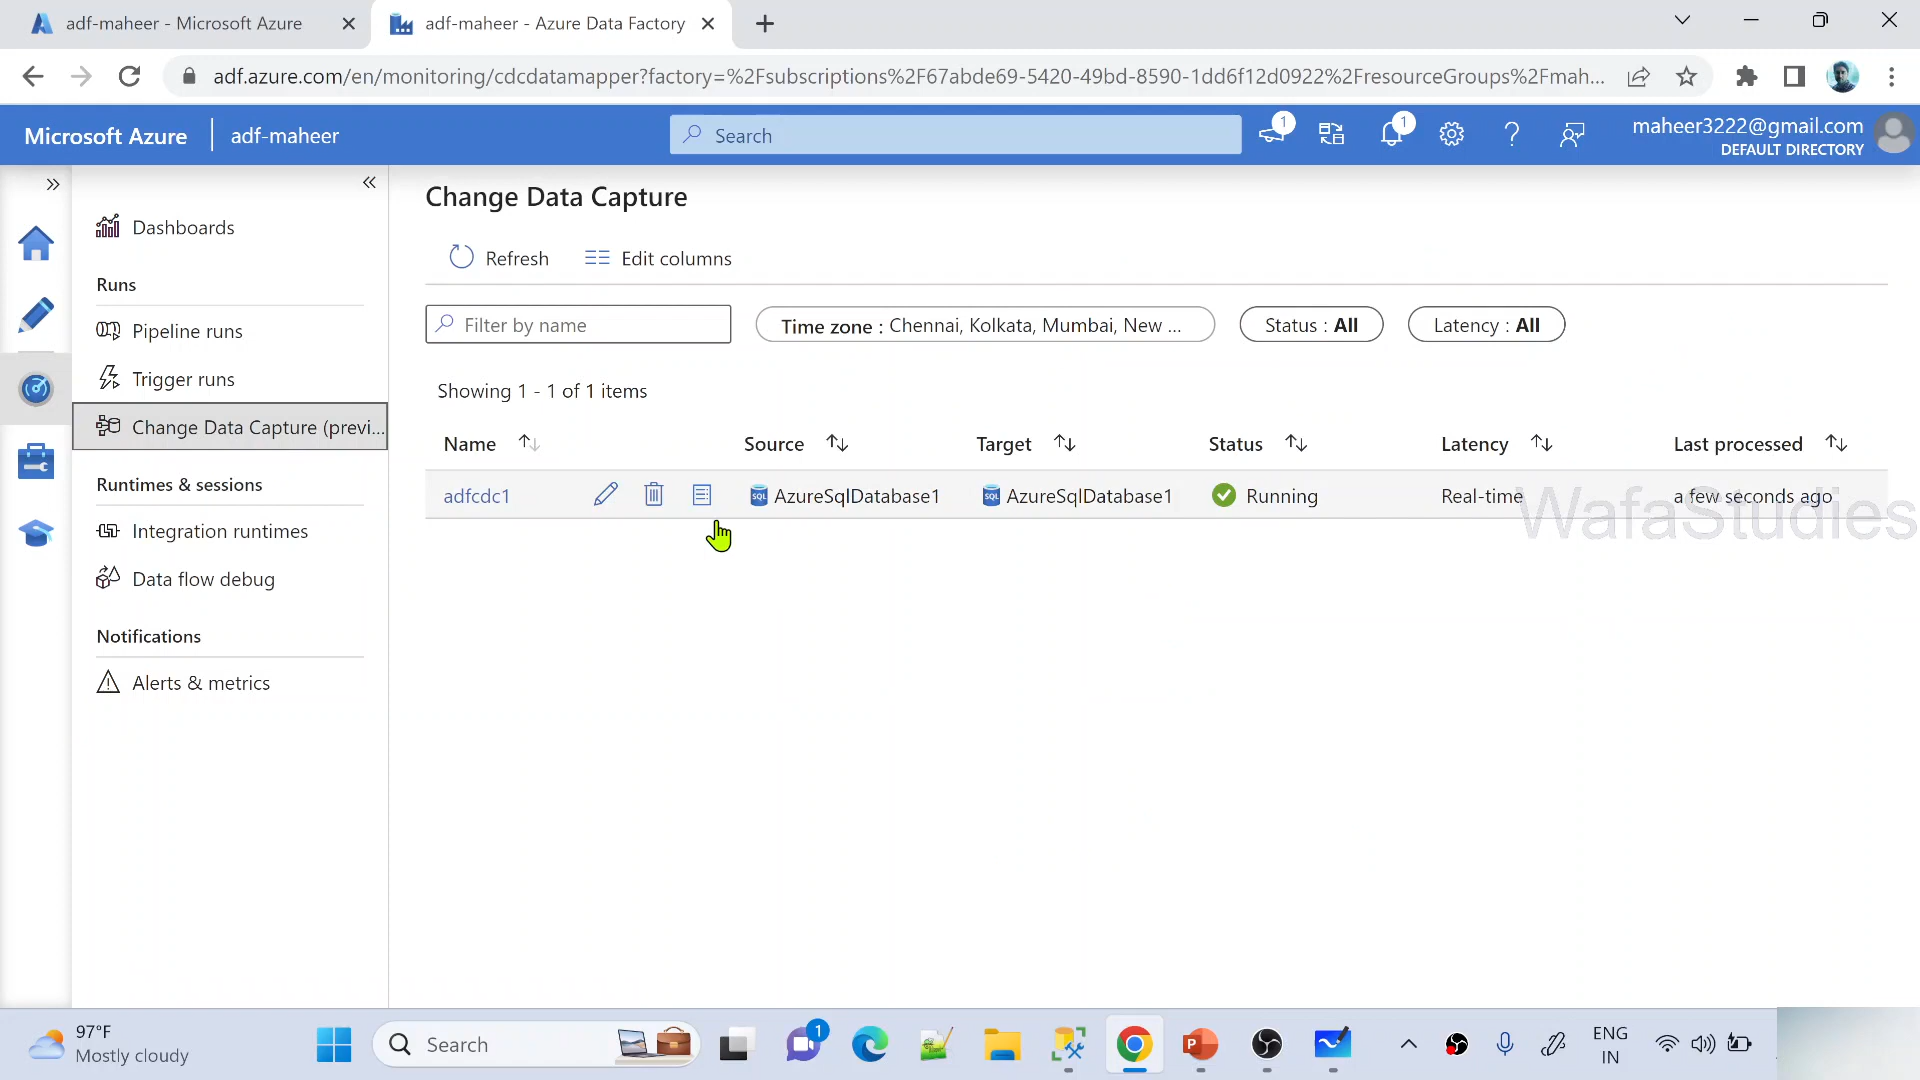 adf-maheer - Microsoft Azure
adf-maheer - Azure Data Factory
adf.azure.com/en/monitoring/cdcdatamapper?factory=%2Fsubscriptions%2F67abde69-5420-49bd-8590-1dd6f12d0922%2FresourceGroups%2Fmah...
Microsoft Azure
adf-maheer
Search
1
1
maheer3222@gmail.com
DEFAULT DIRECTORY
Dashboards
Runs
Pipeline runs
Trigger runs
Change Data Capture (previ...
Runtimes & sessions
Integration runtimes
Data flow debug
Notifications
Alerts & metrics
Change Data Capture
Refresh
Edit columns
Filter by name
Time zone : Chennai, Kolkata, Mumbai, New ...
Status : All
Latency : All
Showing 1 - 1 of 1 items
Name Source Target Status Latency Last processed
adfcdc1 AzureSqlDatabase1 AzureSqlDatabase1 Running Real-time a few seconds ago
WafaStudies
97°F
Mostly cloudy
Search
1
ENG
IN